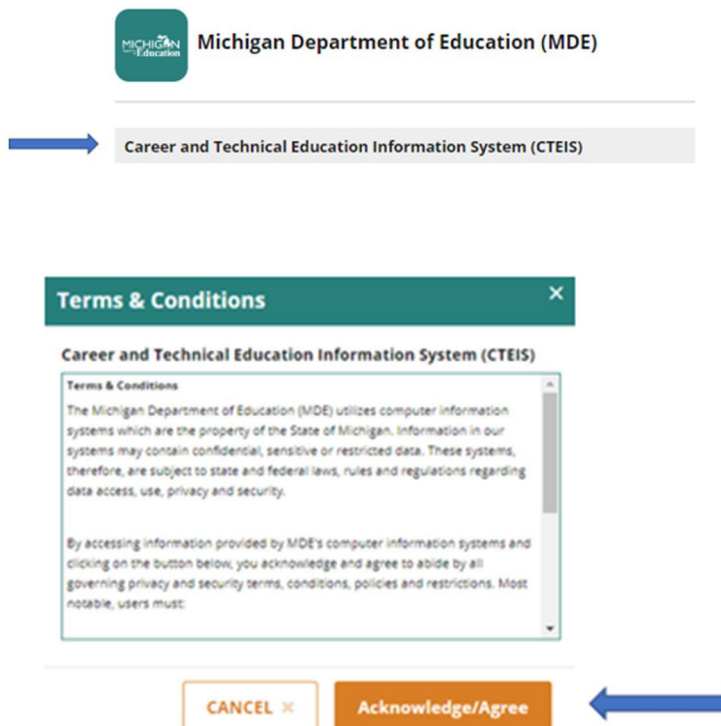 MICHIGAN
Education
Michigan Department of Education (MDE)
Career and Technical Education Information System (CTEIS)
Terms & Conditions ×
Career and Technical Education Information System (CTEIS)
Terms & Conditions
The Michigan Department of Education (MDE) utilizes computer information
systems which are the property of the State of Michigan. Information in our
systems may contain confidential, sensitive or restricted data. These systems,
therefore, are subject to state and federal laws, rules and regulations regarding
data access, use, privacy and security.
By accessing information provided by MDE's computer information systems and
clicking on the button below, you acknowledge and agree to abide by all
governing privacy and security terms, conditions, policies and restrictions. Most
notable, users must:
CANCEL × Acknowledge/Agree